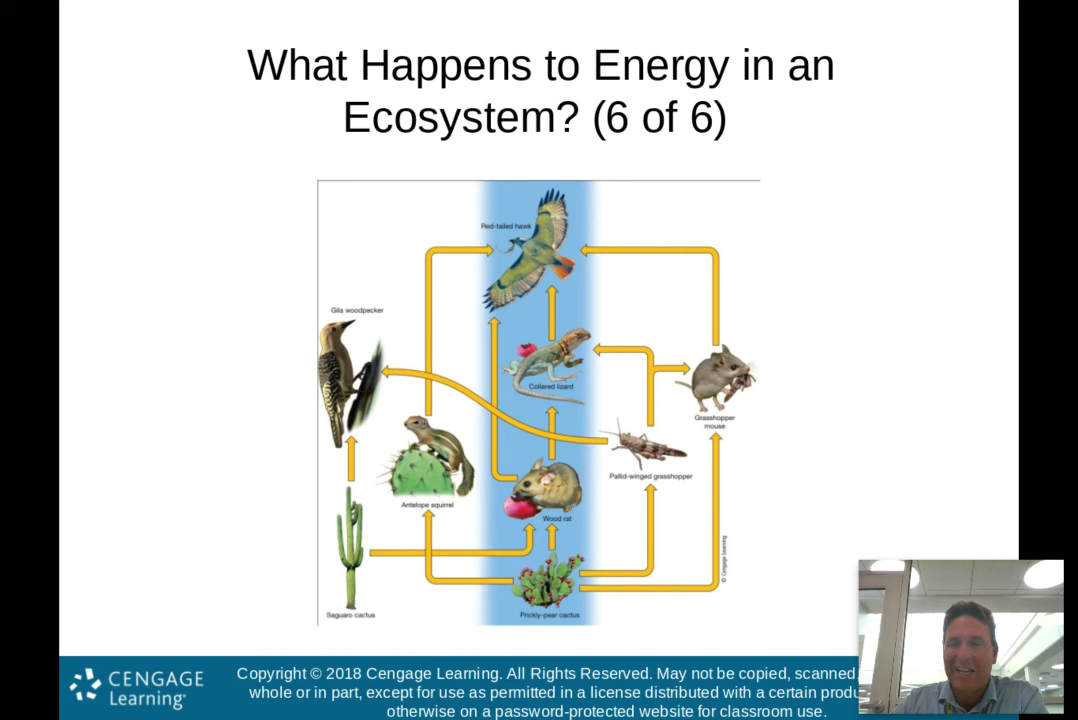 What Happens to Energy in an
Ecosystem? (6 of 6)
Red-tailed hawk
Gila woodpecker
Collared lizard
Grasshopper
mouse
Pallid-winged grasshopper
Antelope squirrel
Wood rat
© Cengage Learning
Saguaro cactus
Prickly-pear cactus
CENGAGE
Learning
Copyright © 2018 Cengage Learning. All Rights Reserved. May not be copied, scanned,
whole or in part, except for use as permitted in a license distributed with a certain produ
otherwise on a password-protected website for classroom use.